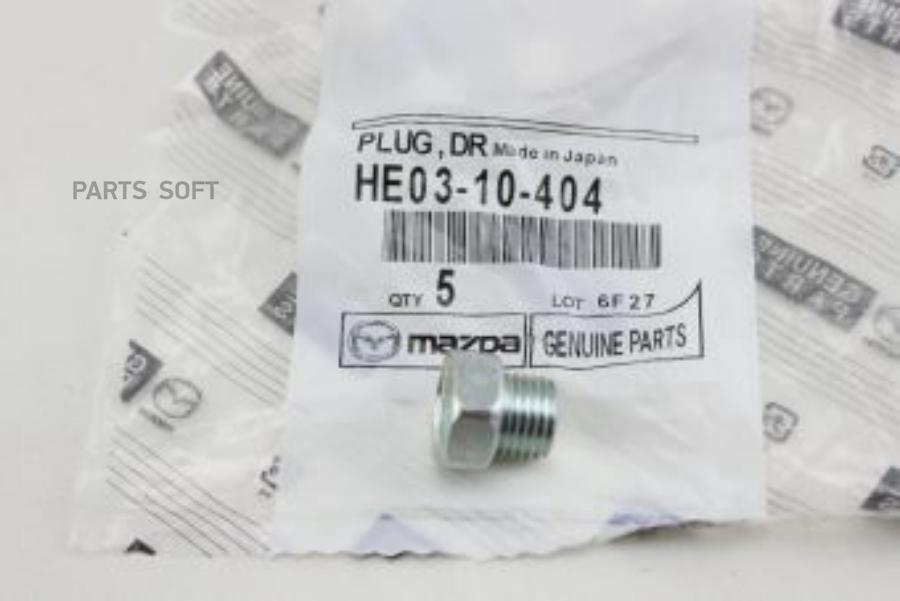 PLUG, DR Made in Japan
HE03-10-404
PARTS SOFT
QTY 5 LOT 6F27
mazda GENUINE PARTS